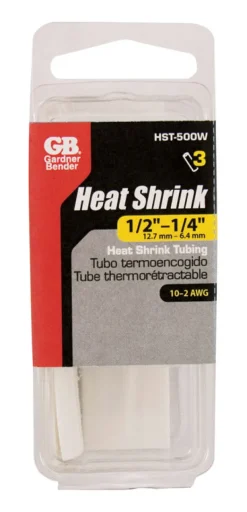 HST-500W
GB
Gardner
Bender
3
Heat Shrink
1/2"–1/4"
12.7 mm – 6.4 mm
Heat Shrink Tubing
Tubo termoencogido
Tube thermorétractable
10–2 AWG